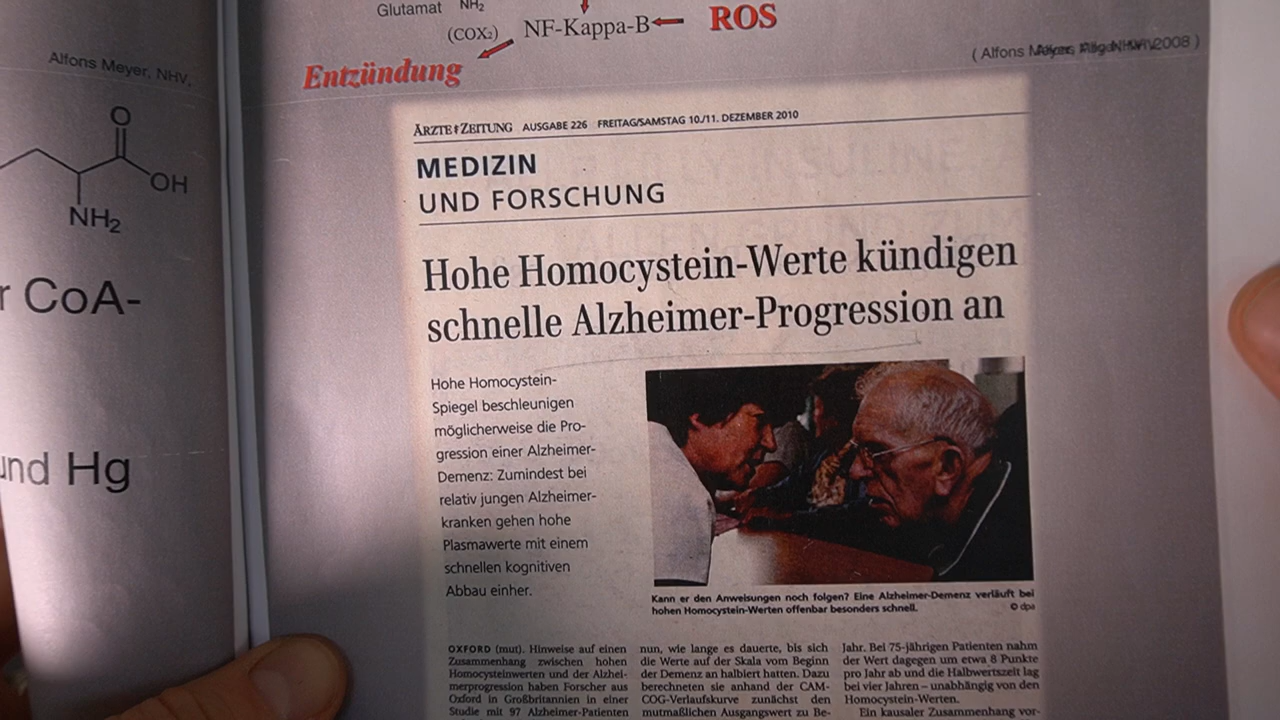 Alfons Meyer, NHV,
O
OH
NH₂
r CoA-
und Hg
Glutamat NH₂
(COX₂) NF-Kappa-B ROS
Entzündung
( Alfons 2008 )
ÄRZTE ZEITUNG AUSGABE 226 FREITAG/SAMSTAG 10./11. DEZEMBER 2010
MEDIZIN
UND FORSCHUNG
Hohe Homocystein-Werte kündigen
schnelle Alzheimer-Progression an
Hohe Homocystein-
Spiegel beschleunigen
möglicherweise die Pro-
gression einer Alzheimer-
Demenz: Zumindest bei
relativ jungen Alzheimer-
kranken gehen hohe
Plasmawerte mit einem
schnellen kognitiven
Abbau einher.
Kann er den Anweisungen noch folgen? Eine Alzheimer-Demenz verläuft bei
hohen Homocystein-Werten offenbar besonders schnell. © dpa
OXFORD (mut). Hinweise auf einen
Zusammenhang zwischen hohen
Homocysteinwerten und der Alzhei-
merprogression haben Forscher aus
Oxford in Großbritannien in einer
Studie mit 97 Alzheimer-Patienten
nun, wie lange es dauerte, bis sich
die Werte auf der Skala vom Beginn
der Demenz an halbiert hatten. Dazu
berechneten sie anhand der CAM-
COG-Verlaufskurve zunächst den
mutmaßlichen Ausgangswert zu Be-
Jahr. Bei 75-jährigen Patienten nahm
der Wert dagegen um etwa 8 Punkte
pro Jahr ab und die Halbwertszeit lag
bei vier Jahren – unabhängig von den
Homocystein-Werten.
Ein kausaler Zusammenhang vor-